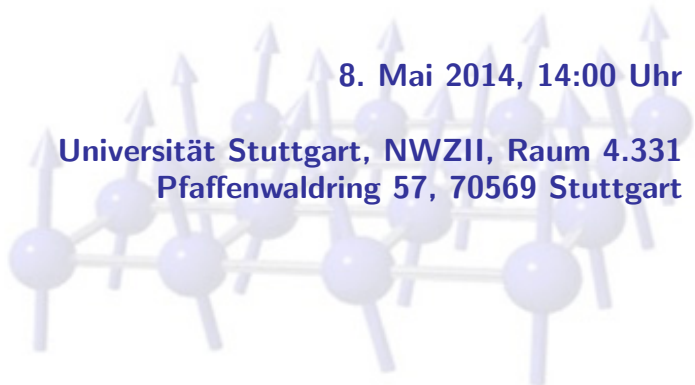 8. Mai 2014, 14:00 Uhr
Universität Stuttgart, NWZII, Raum 4.331
Pfaffenwaldring 57, 70569 Stuttgart